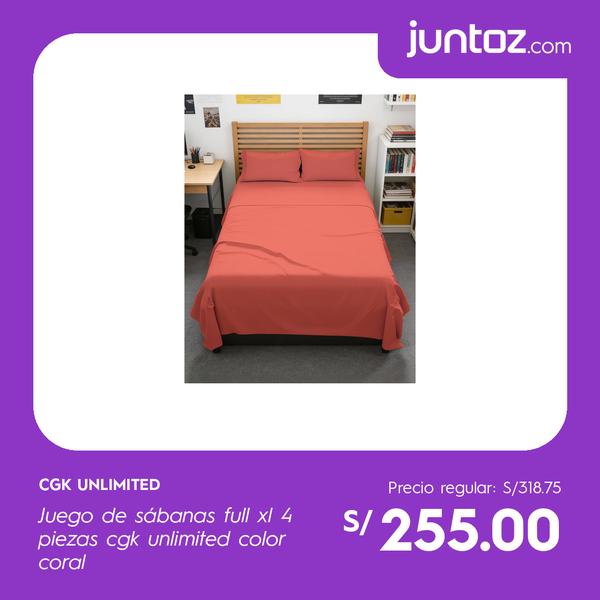 juntoz.com
CGK UNLIMITED
Juego de sábanas full xl 4
piezas cgk unlimited color
coral
Precio regular: S/318.75
S/255.00